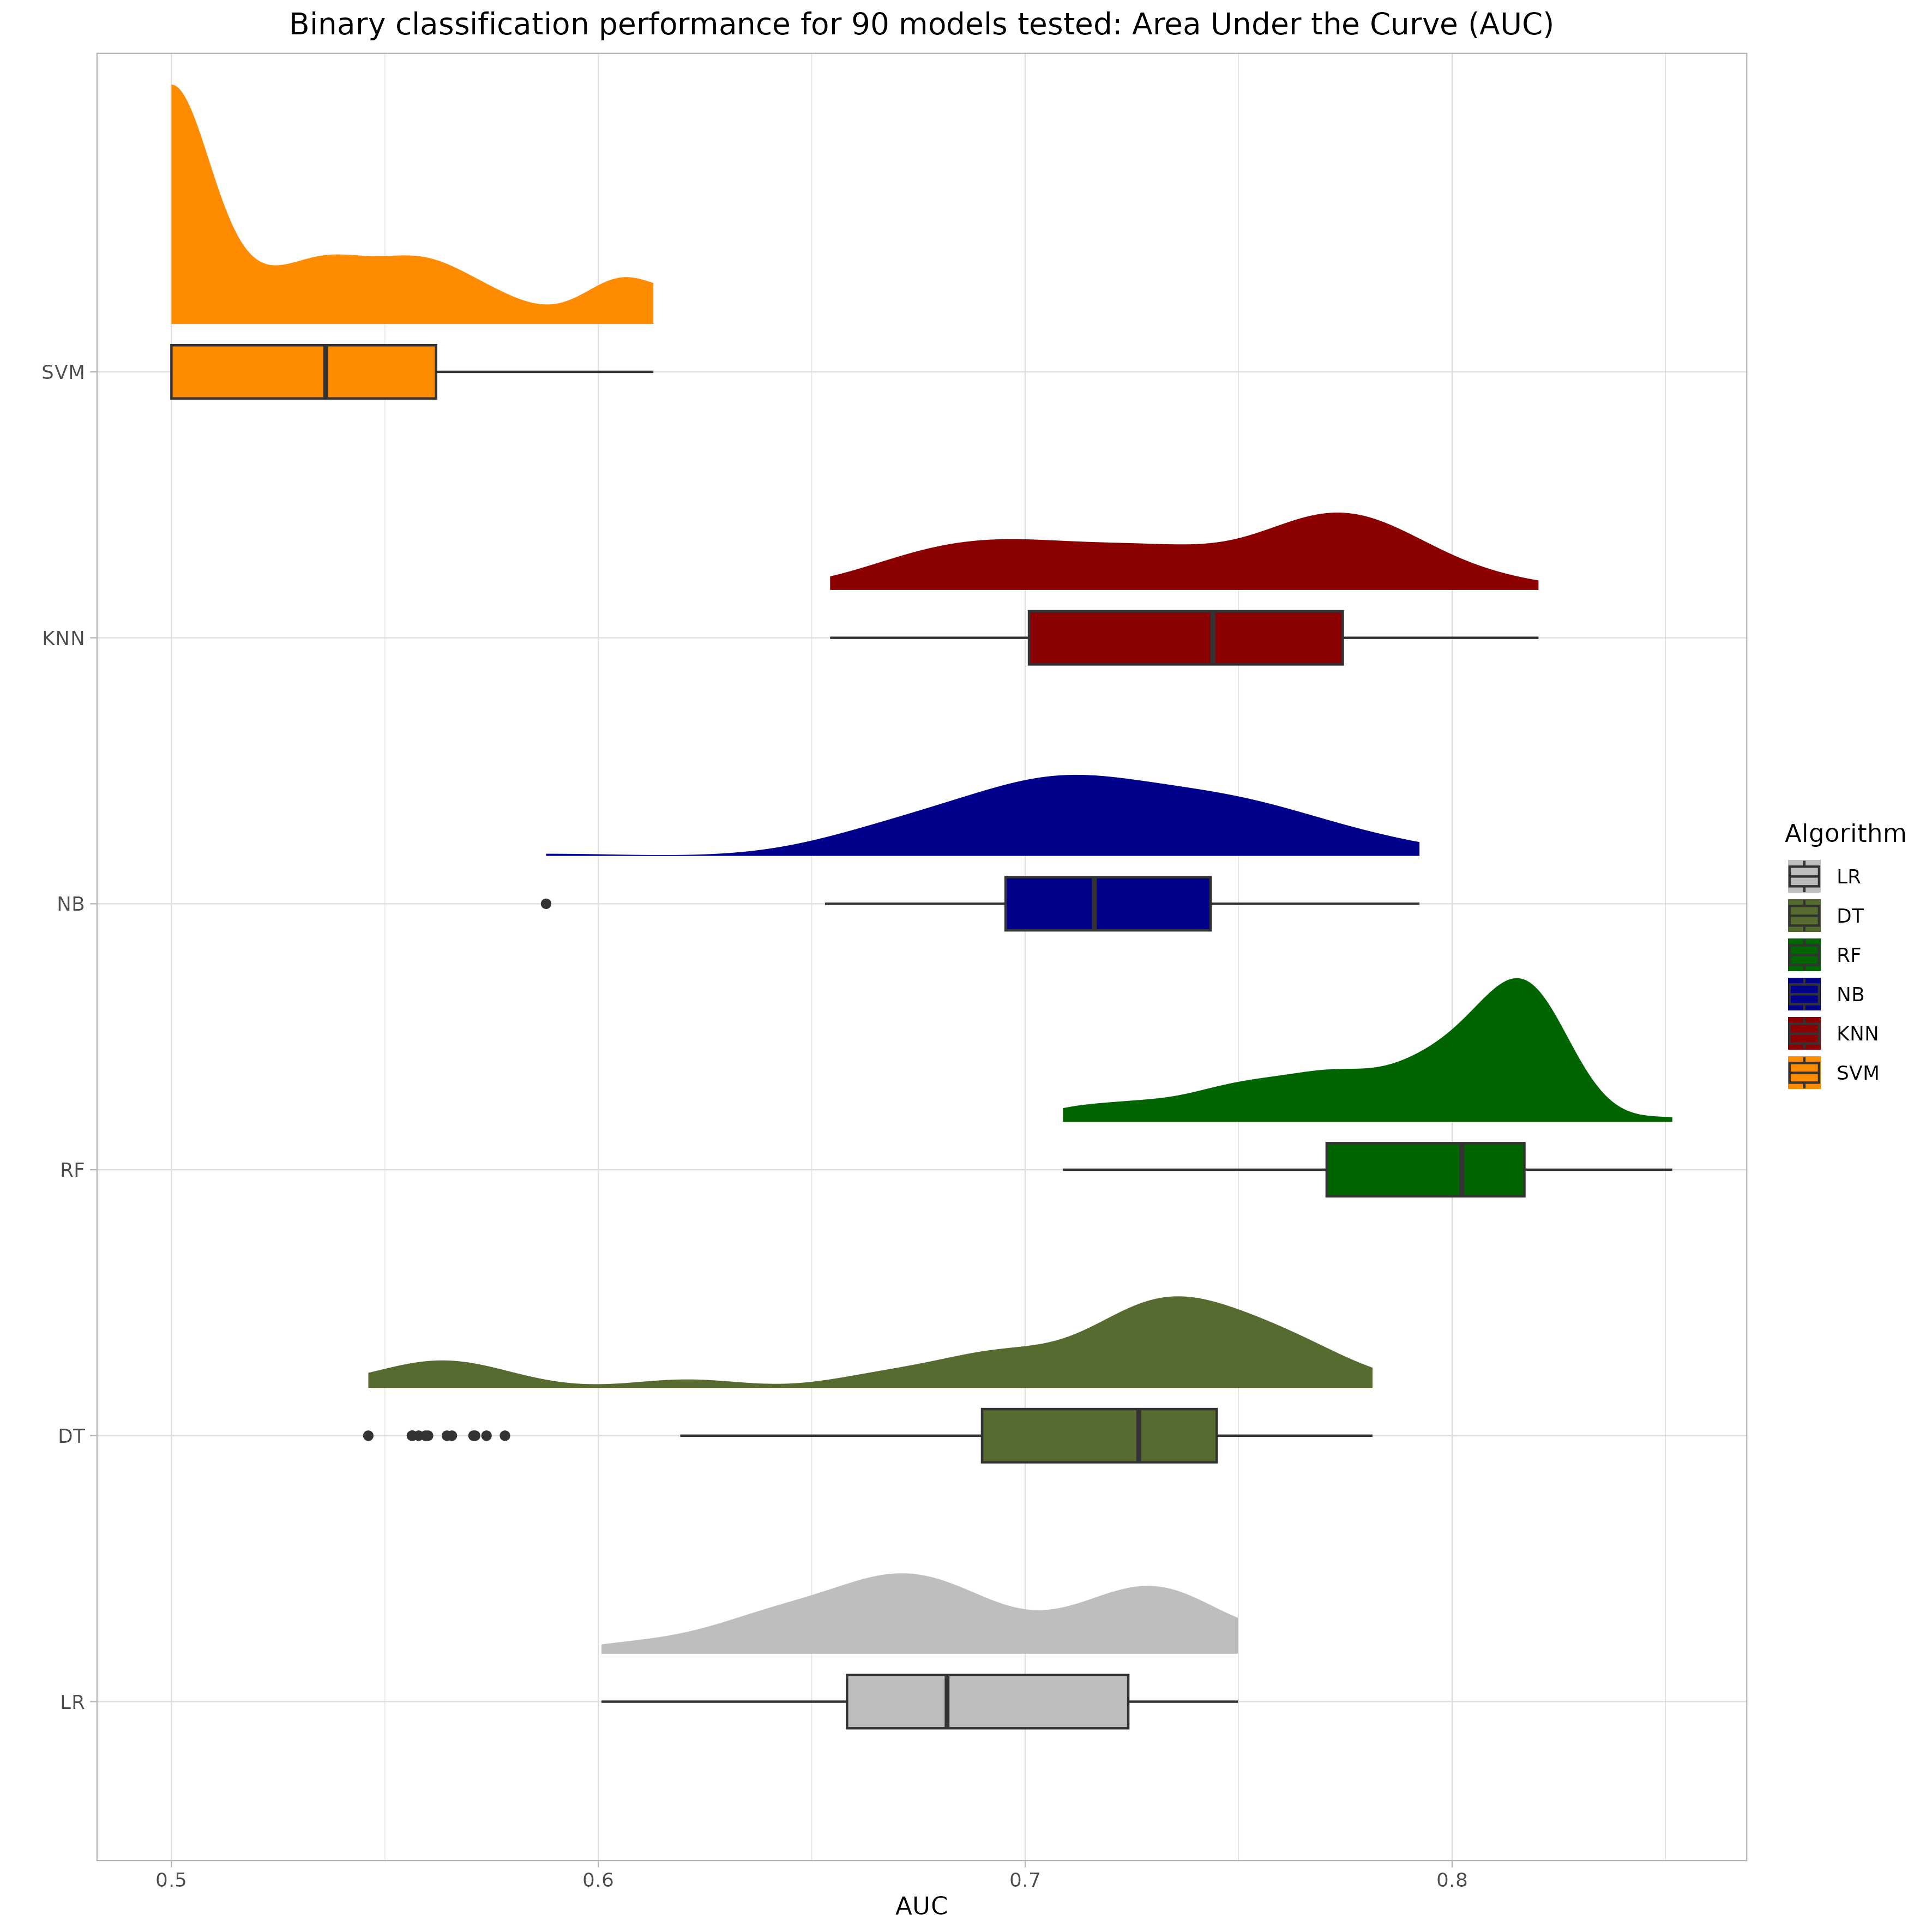 Binary classification performance for 90 models tested: Area Under the Curve (AUC)
SVM
KNN
NB
RF
DT
LR
0.5 0.6 0.7 0.8
AUC
Algorithm
LR
DT
RF
NB
KNN
SVM